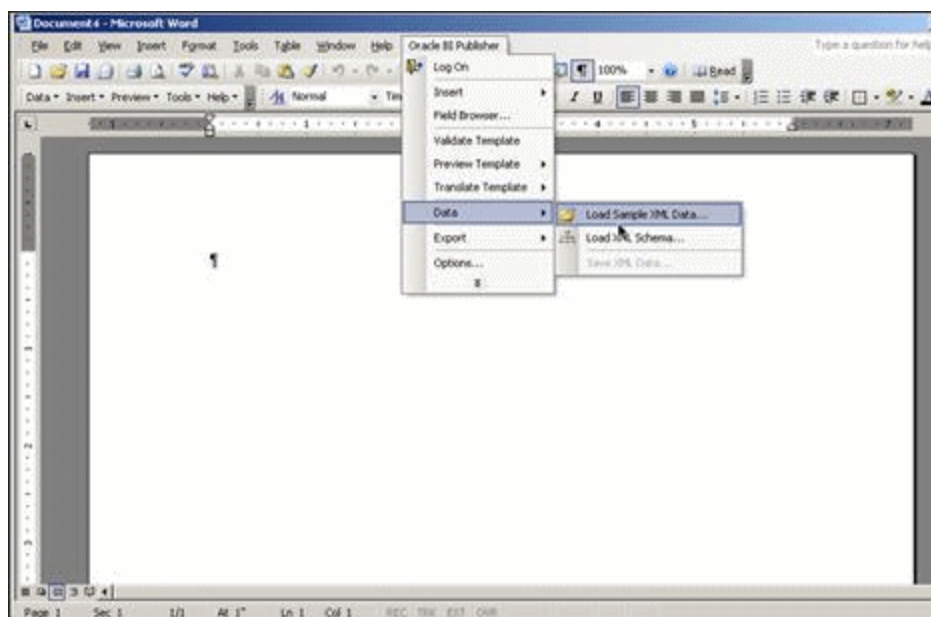 Document4 - Microsoft Word
File Edit View Insert Format Tools Table Window Help Oracle BI Publisher Type a question for help
100% Read
Data Insert Preview Tools Help Normal Tim
Log On
Insert
Field Browser...
Validate Template
Preview Template
Translate Template
Data
Load Sample XML Data...
Export
Load XML Schema...
Options...
Save XML Data...
¶
Page 1 Sec 1 1/1 At 1" Ln 1 Col 1 REC TRK EXT OVR